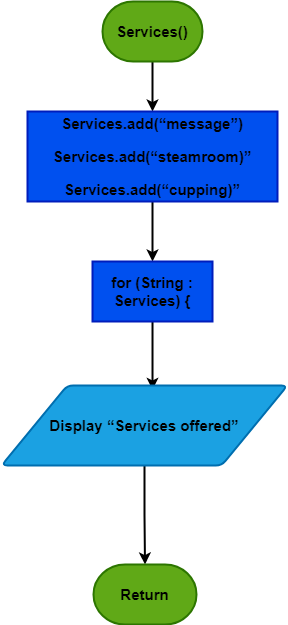 Services()
Services.add(“message”)
Services.add(“steamroom)”
Services.add(“cupping)”
for (String :
Services) {
Display “Services offered”
Return